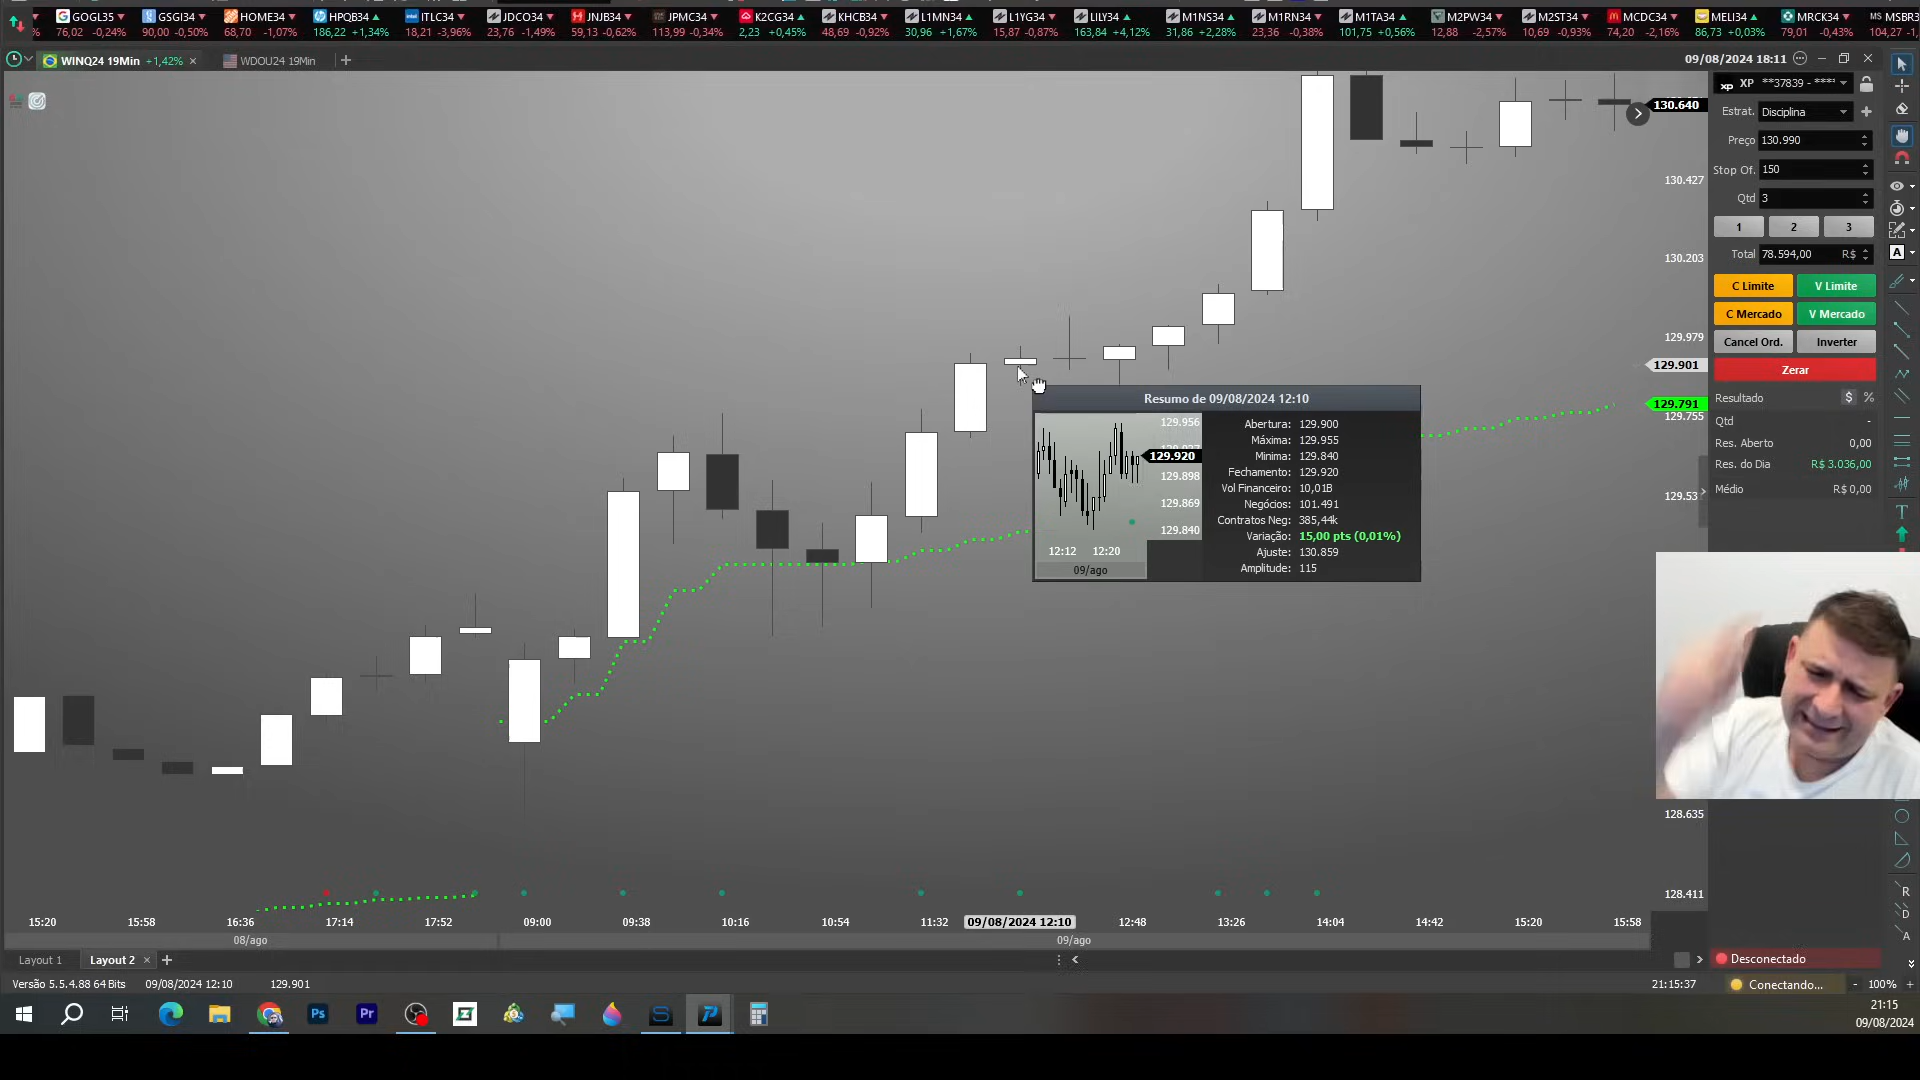 GOGL35 GSGI34 HOME34 HPQB34 ITLC34 JDCO34 JNJB34 JPMC34 K2CG34 KHCB34 L1MN34 L1YG34 LILY34 M1NS34 M1RN34 M1TA34 M2PW34 M2ST34 MCDC34 MELI34 MRCK34 MSBR3
76,02 -0,24% 90,00 -0,50% 68,70 -1,07% 186,22 +1,34% 18,21 -3,96% 23,76 -1,49% 59,13 -0,62% 113,99 -0,34% 2,23 +0,45% 48,69 -0,92% 30,96 +1,67% 15,87 -0,87% 163,84 +4,12% 31,86 +2,28% 23,36 -0,38% 101,75 +0,56% 12,88 -2,57% 10,69 -0,93% 74,20 -2,16% 86,73 +0,03% 79,01 -0,43% 104,27 -1,
WINQ24 19Min +1,42% WDOU24 19Min 09/08/2024 18:11
XP XP **37839 - ***
Estrat. Disciplina
Preço 130.990
Stop Of. 150
Qtd 3
1 2 3
Total 78.594,00 R$
C Limite V Limite
C Mercado V Mercado
Cancel Ord. Inverter
Zerar
Resultado $ %
Qtd -
Res. Aberto 0,00
Res. do Dia R$ 3.036,00
Médio R$ 0,00
130.640
130.427
130.203
129.979
129.901
129.791
129.755
129.53
128.635
128.411
Resumo de 09/08/2024 12:10
129.956
129.920
129.898
129.869
129.840
12:12 12:20
09/ago
Abertura: 129.900
Máxima: 129.955
Minima: 129.840
Fechamento: 129.920
Vol Financeiro: 10,01B
Negócios: 101.491
Contratos Neg: 385,44k
Variação: 15,00 pts (0,01%)
Ajuste: 130.859
Amplitude: 115
15:20 15:58 16:36 17:14 17:52 09:00 09:38 10:16 10:54 11:32 09/08/2024 12:10 12:48 13:26 14:04 14:42 15:20 15:58
08/ago 09/ago
Layout 1 Layout 2
Desconectado
Versão 5.5.4.88 64 Bits 09/08/2024 12:10 129.901 21:15:37 Conectando... - 100% +
Ps Pr
21:15
09/08/2024
A
T
R
D
A